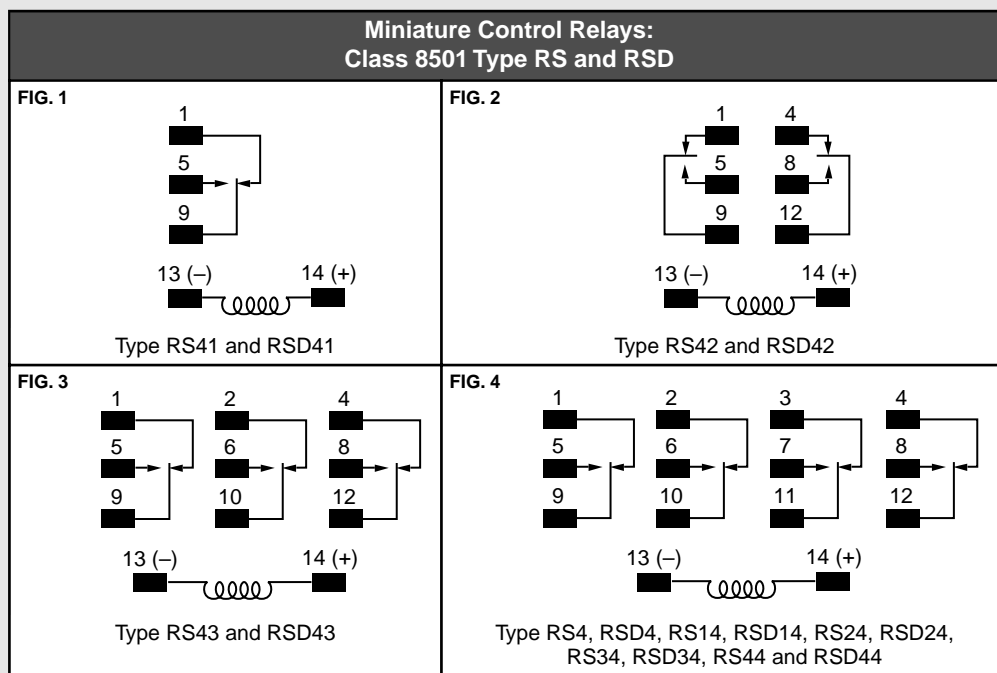 Miniature Control Relays:
Class 8501 Type RS and RSD
FIG. 1
1
5
9
13 (–) 14 (+)
Type RS41 and RSD41
FIG. 2
1 4
5 8
9 12
13 (–) 14 (+)
Type RS42 and RSD42
FIG. 3
1 2 4
5 6 8
9 10 12
13 (–) 14 (+)
Type RS43 and RSD43
FIG. 4
1 2 3 4
5 6 7 8
9 10 11 12
13 (–) 14 (+)
Type RS4, RSD4, RS14, RSD14, RS24, RSD24,
RS34, RSD34, RS44 and RSD44